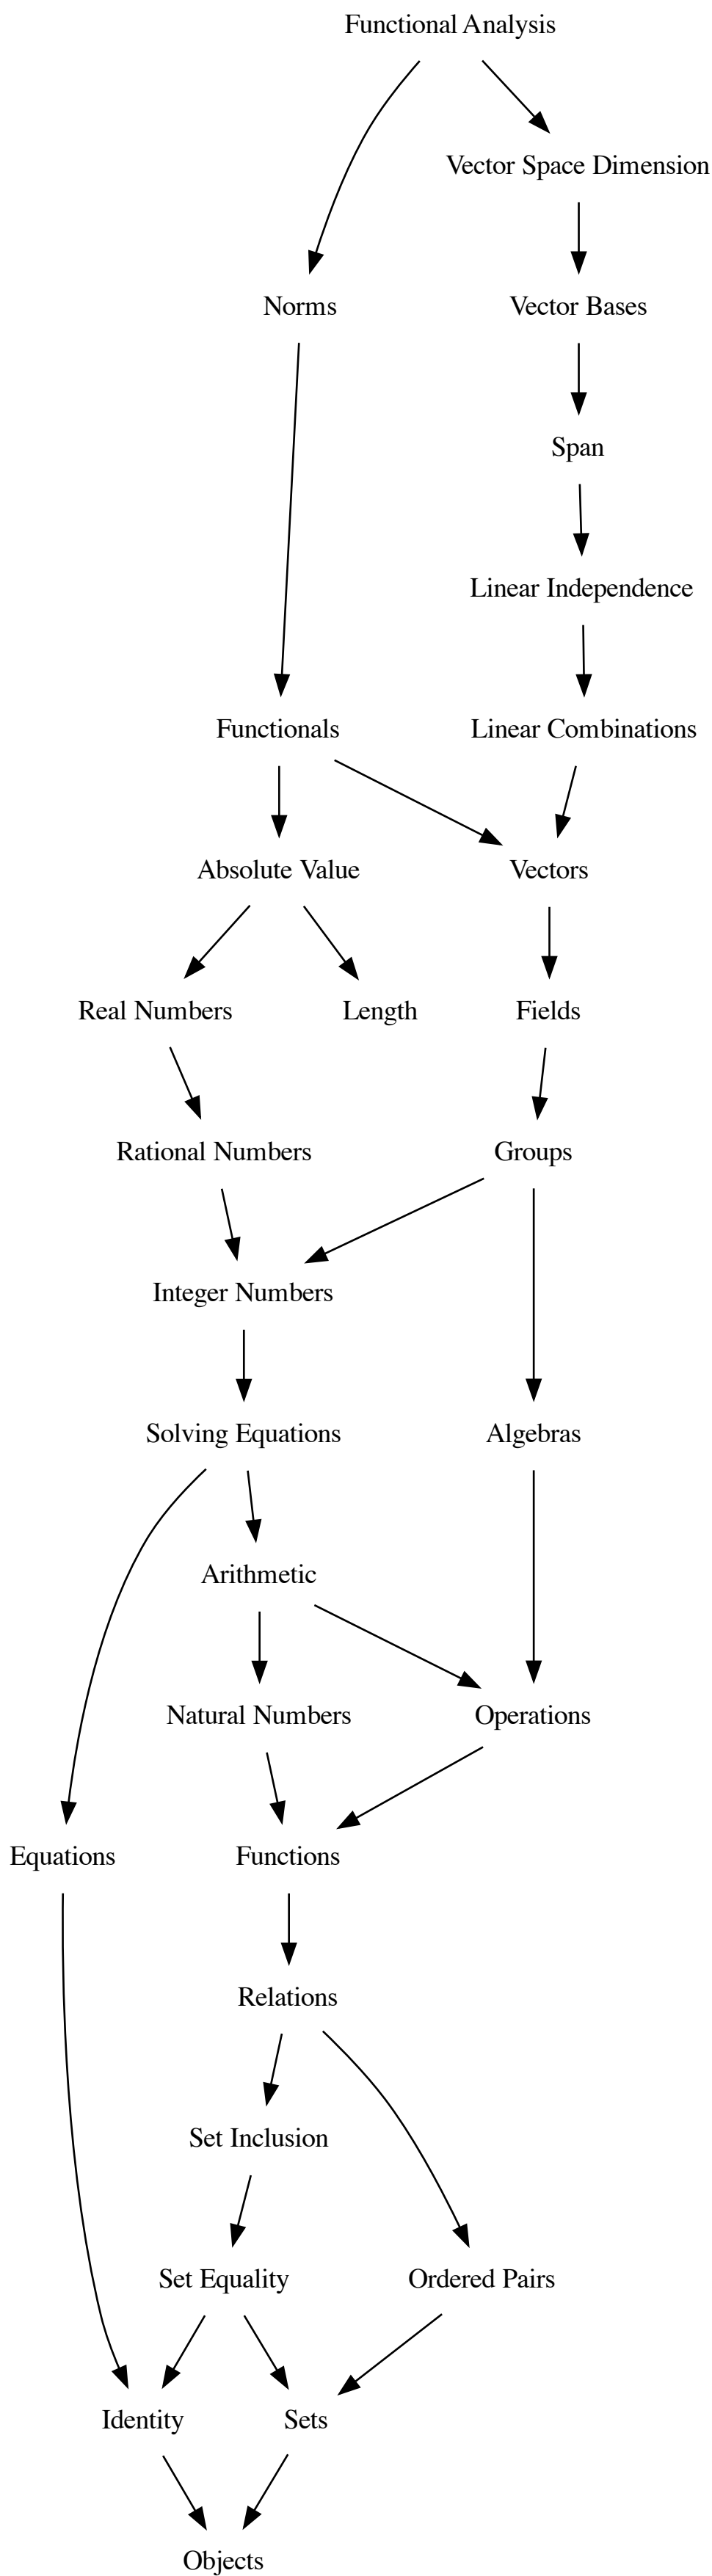 Functional Analysis
Vector Space Dimension
Norms
Vector Bases
Span
Linear Independence
Functionals
Linear Combinations
Absolute Value
Vectors
Real Numbers
Length
Fields
Rational Numbers
Groups
Integer Numbers
Solving Equations
Algebras
Arithmetic
Natural Numbers
Operations
Equations
Functions
Relations
Set Inclusion
Set Equality
Ordered Pairs
Identity
Sets
Objects